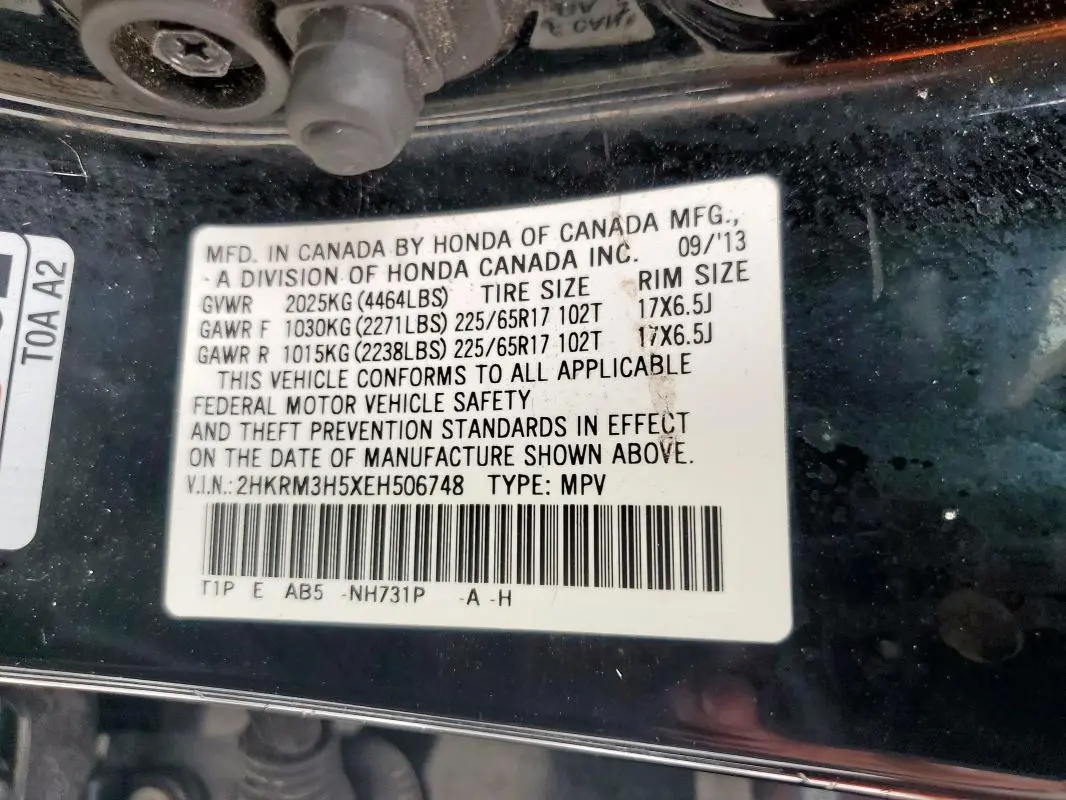 MFD. IN CANADA BY HONDA OF CANADA MFG.,
- A DIVISION OF HONDA CANADA INC. 09/'13
GVWR 2025KG (4464LBS) TIRE SIZE RIM SIZE
GAWR F 1030KG (2271LBS) 225/65R17 102T 17X6.5J
GAWR R 1015KG (2238LBS) 225/65R17 102T 17X6.5J
THIS VEHICLE CONFORMS TO ALL APPLICABLE
FEDERAL MOTOR VEHICLE SAFETY
AND THEFT PREVENTION STANDARDS IN EFFECT
ON THE DATE OF MANUFACTURE SHOWN ABOVE.
V.I.N.: 2HKRM3H5XEH506748 TYPE: MPV
T1P E AB5 -NH731P -A -H
T0A A2